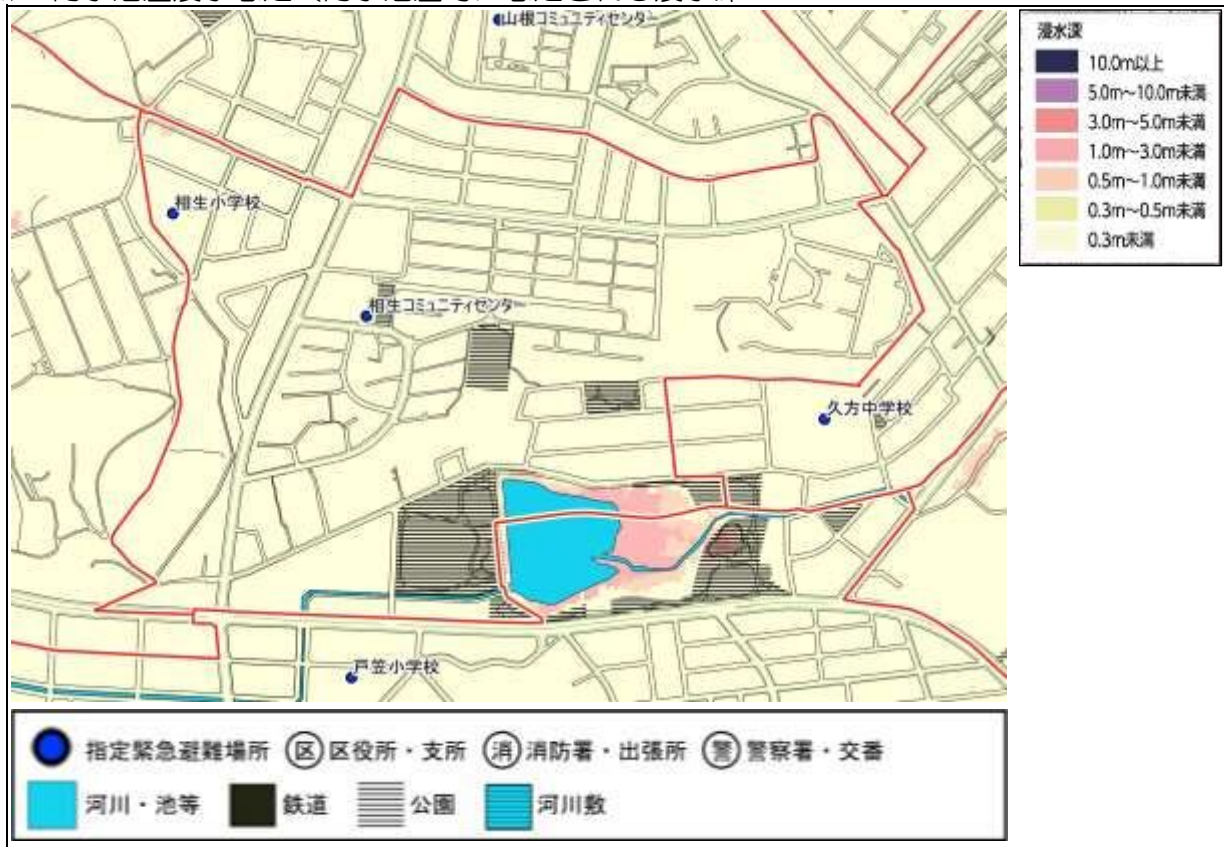 山根コミュニティセンター
相生小学校
相生コミュニティセンター
久方中学校
戸笠小学校
浸水深
10.0m以上
5.0m〜10.0m未満
3.0m〜5.0m未満
1.0m〜3.0m未満
0.5m〜1.0m未満
0.3m〜0.5m未満
0.3m未満
指定緊急避難場所 区 区役所・支所 消 消防署・出張所 警 警察署・交番
河川・池等 鉄道 公園 河川敷